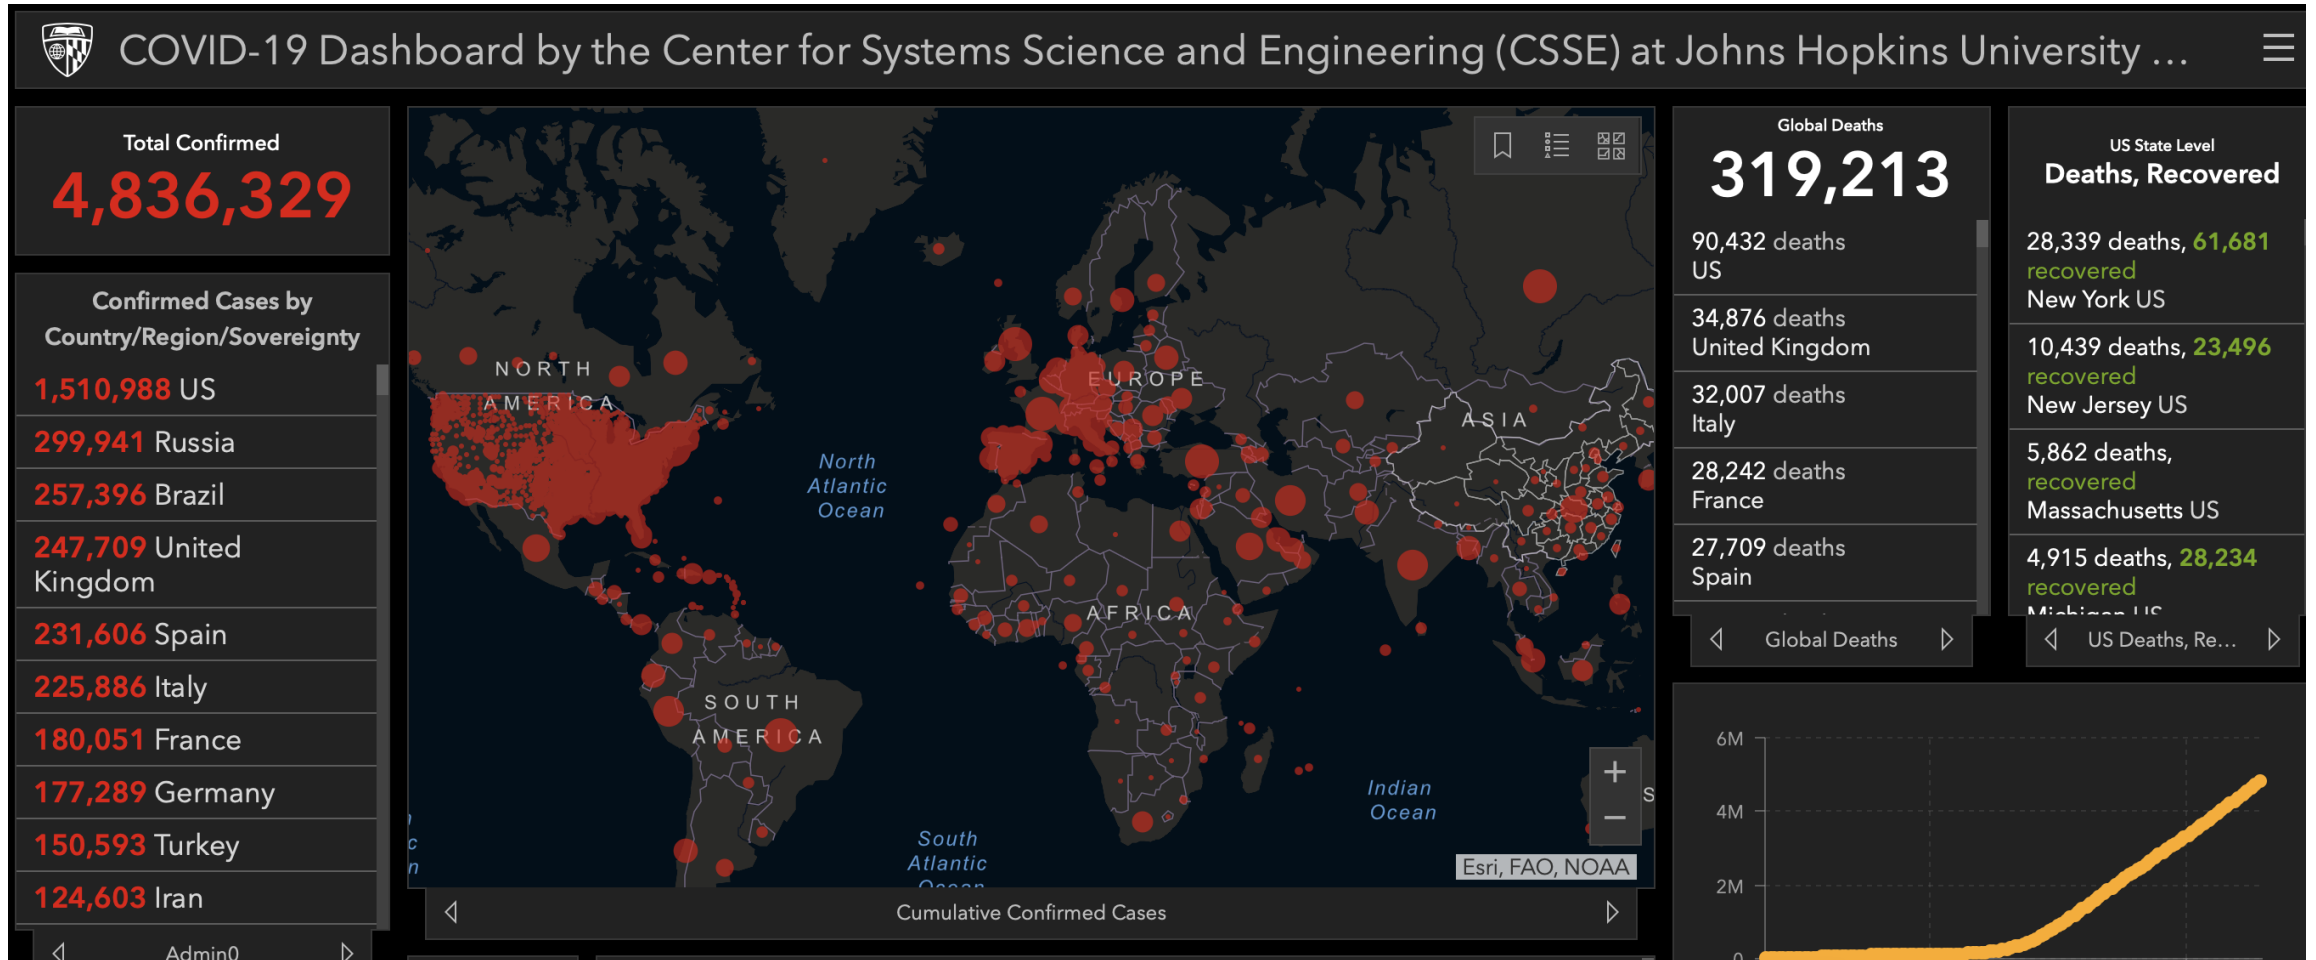 COVID-19 Dashboard by the Center for Systems Science and Engineering (CSSE) at Johns Hopkins University ...
Total Confirmed
4,836,329
Confirmed Cases by
Country/Region/Sovereignty
1,510,988 US
299,941 Russia
257,396 Brazil
247,709 United
Kingdom
231,606 Spain
225,886 Italy
180,051 France
177,289 Germany
150,593 Turkey
124,603 Iran
Admin0
NORTH
AMERICA
EUROPE
ASIA
North
Atlantic
Ocean
AFRICA
SOUTH
AMERICA
Indian
Ocean
South
Atlantic
Ocean
c
n
S
+
−
Esri, FAO, NOAA
Cumulative Confirmed Cases
Global Deaths
319,213
90,432 deaths
US
34,876 deaths
United Kingdom
32,007 deaths
Italy
28,242 deaths
France
27,709 deaths
Spain
Global Deaths
US State Level
Deaths, Recovered
28,339 deaths, 61,681
recovered
New York US
10,439 deaths, 23,496
recovered
New Jersey US
5,862 deaths,
recovered
Massachusetts US
4,915 deaths, 28,234
recovered
Michigan US
US Deaths, Re...
6M
4M
2M
0